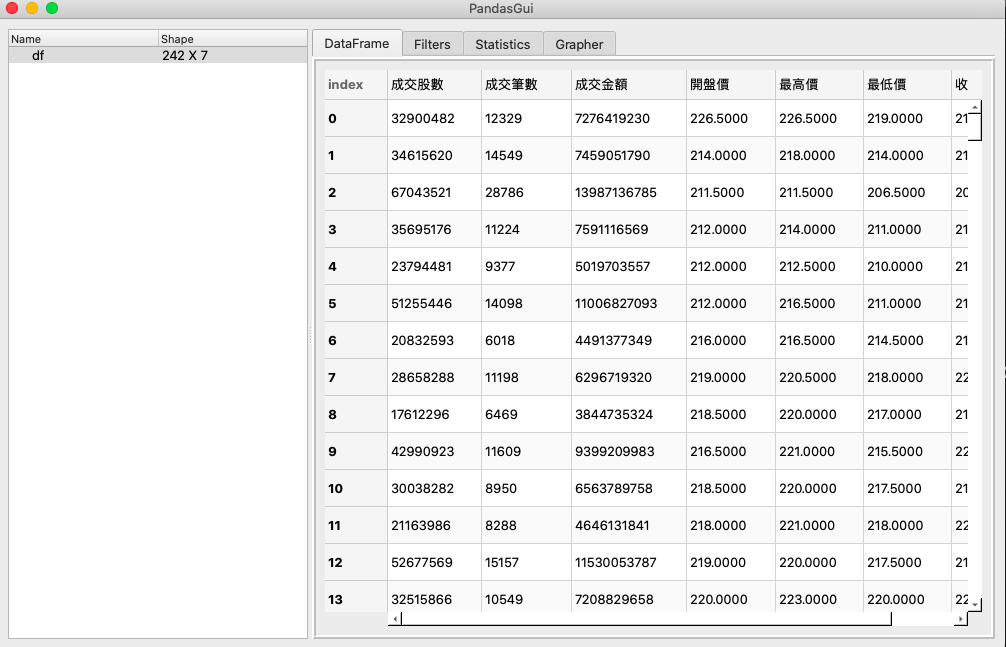 PandasGui
Name Shape
df 242 X 7
DataFrame Filters Statistics Grapher
index 成交股數 成交筆數 成交金額 開盤價 最高價 最低價 收
0 32900482 12329 7276419230 226.5000 226.5000 219.0000 21
1 34615620 14549 7459051790 214.0000 218.0000 214.0000 21
2 67043521 28786 13987136785 211.5000 211.5000 206.5000 20
3 35695176 11224 7591116569 212.0000 214.0000 211.0000 21
4 23794481 9377 5019703557 212.0000 212.5000 210.0000 21
5 51255446 14098 11006827093 212.0000 216.5000 211.0000 21
6 20832593 6018 4491377349 216.0000 216.5000 214.5000 21
7 28658288 11198 6296719320 219.0000 220.5000 218.0000 22
8 17612296 6469 3844735324 218.5000 220.0000 217.0000 21
9 42990923 11609 9399209983 216.5000 221.0000 215.5000 22
10 30038282 8950 6563789758 218.5000 220.0000 217.5000 21
11 21163986 8288 4646131841 218.0000 221.0000 218.0000 22
12 52677569 15157 11530053787 219.0000 220.0000 217.5000 21
13 32515866 10549 7208829658 220.0000 223.0000 220.0000 22